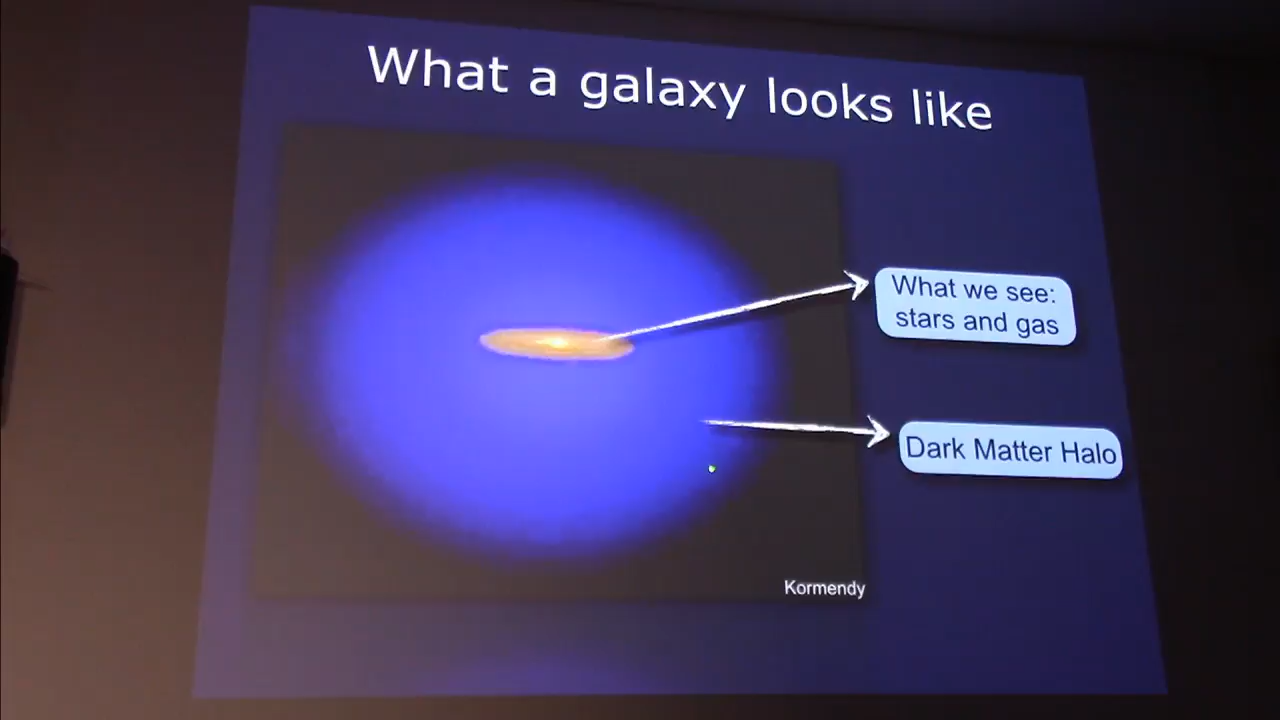 What a galaxy looks like
What we see:
stars and gas
Dark Matter Halo
Kormendy